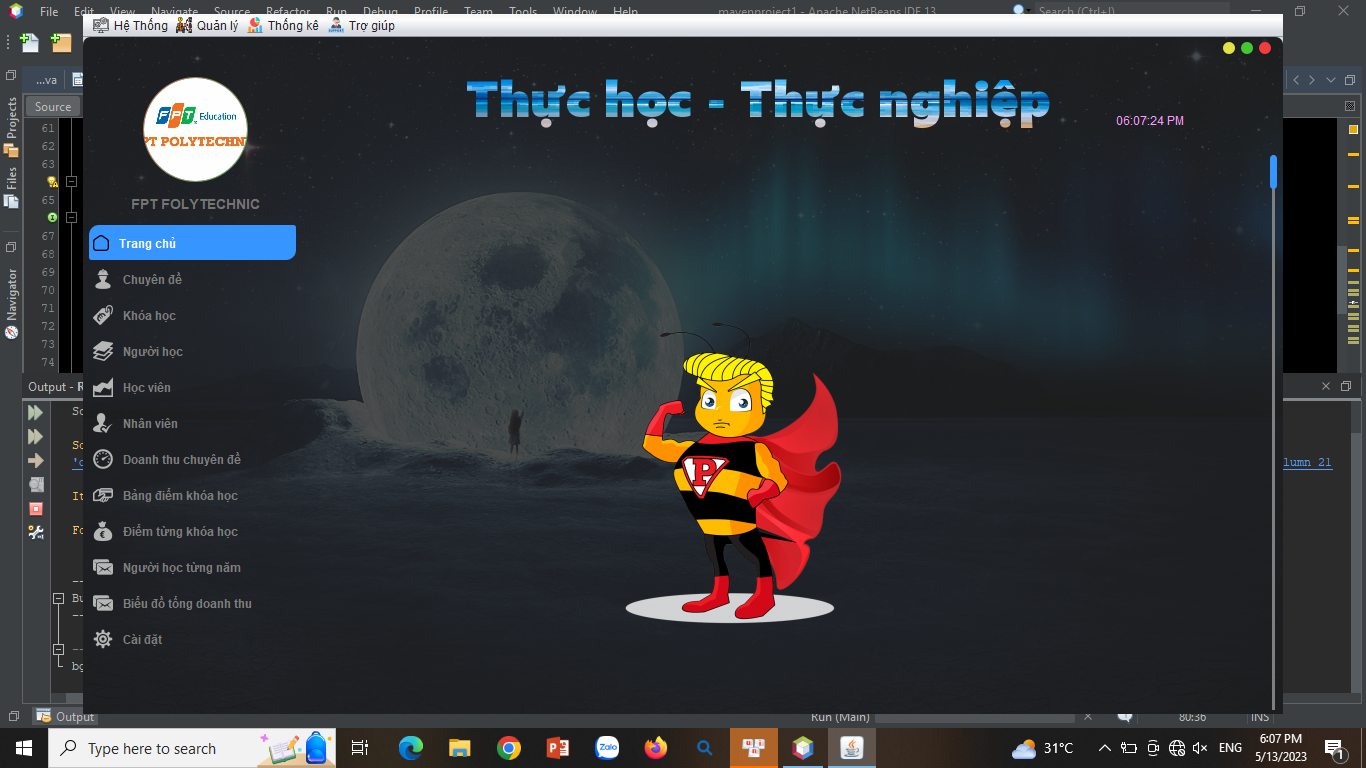 File Edit View Navigate Source Refactor Run Debug Profile Team Tools Window Help
mavenproject1 - Apache NetBeans IDE 13
Search (Ctrl+I)
Hệ Thống Quản lý Thống kê Trợ giúp
...va
Source
Projects
Files
Navigator
61
62
63
65
67
68
69
70
71
72
73
74
FPT Education
PT POLYTECHN
FPT FOLYTECHNIC
Thực học - Thực nghiệp
06:07:24 PM
Trang chủ
Chuyên đề
Khóa học
Người học
Học viên
Nhân viên
Doanh thu chuyên đề
Bảng điểm khóa học
Điểm từng khóa học
Người học từng năm
Biểu đồ tổng doanh thu
Cài đặt
P
Output - R
lumn 21
Output
Run (Main)
80:36
INS
Type here to search
Zalo
31°C
ENG
6:07 PM
5/13/2023
1